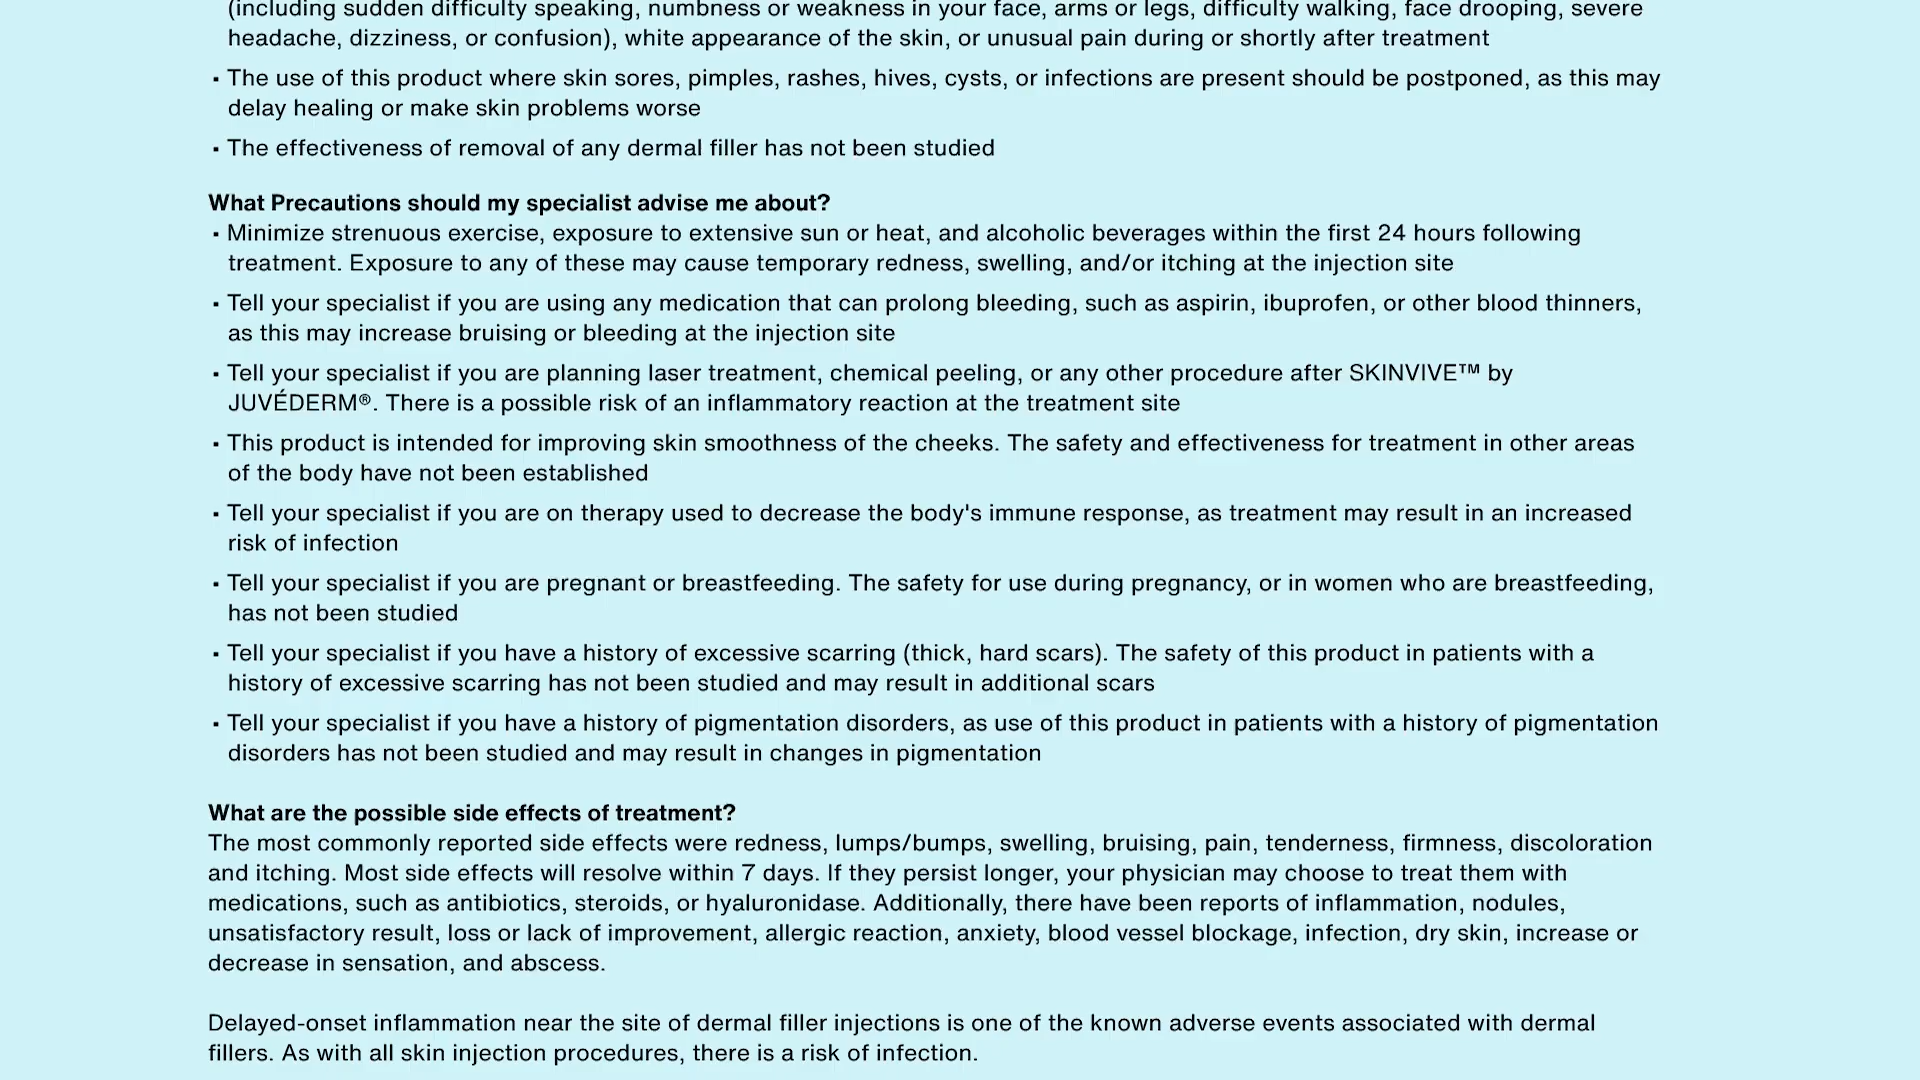 (including sudden difficulty speaking, numbness or weakness in your face, arms or legs, difficulty walking, face drooping, severe
headache, dizziness, or confusion), white appearance of the skin, or unusual pain during or shortly after treatment
▪ The use of this product where skin sores, pimples, rashes, hives, cysts, or infections are present should be postponed, as this may
delay healing or make skin problems worse
▪ The effectiveness of removal of any dermal filler has not been studied
What Precautions should my specialist advise me about?
▪ Minimize strenuous exercise, exposure to extensive sun or heat, and alcoholic beverages within the first 24 hours following
treatment. Exposure to any of these may cause temporary redness, swelling, and/or itching at the injection site
▪ Tell your specialist if you are using any medication that can prolong bleeding, such as aspirin, ibuprofen, or other blood thinners,
as this may increase bruising or bleeding at the injection site
▪ Tell your specialist if you are planning laser treatment, chemical peeling, or any other procedure after SKINVIVE™ by
JUVÉDERM®. There is a possible risk of an inflammatory reaction at the treatment site
▪ This product is intended for improving skin smoothness of the cheeks. The safety and effectiveness for treatment in other areas
of the body have not been established
▪ Tell your specialist if you are on therapy used to decrease the body's immune response, as treatment may result in an increased
risk of infection
▪ Tell your specialist if you are pregnant or breastfeeding. The safety for use during pregnancy, or in women who are breastfeeding,
has not been studied
▪ Tell your specialist if you have a history of excessive scarring (thick, hard scars). The safety of this product in patients with a
history of excessive scarring has not been studied and may result in additional scars
▪ Tell your specialist if you have a history of pigmentation disorders, as use of this product in patients with a history of pigmentation
disorders has not been studied and may result in changes in pigmentation
What are the possible side effects of treatment?
The most commonly reported side effects were redness, lumps/bumps, swelling, bruising, pain, tenderness, firmness, discoloration
and itching. Most side effects will resolve within 7 days. If they persist longer, your physician may choose to treat them with
medications, such as antibiotics, steroids, or hyaluronidase. Additionally, there have been reports of inflammation, nodules,
unsatisfactory result, loss or lack of improvement, allergic reaction, anxiety, blood vessel blockage, infection, dry skin, increase or
decrease in sensation, and abscess.
Delayed-onset inflammation near the site of dermal filler injections is one of the known adverse events associated with dermal
fillers. As with all skin injection procedures, there is a risk of infection.